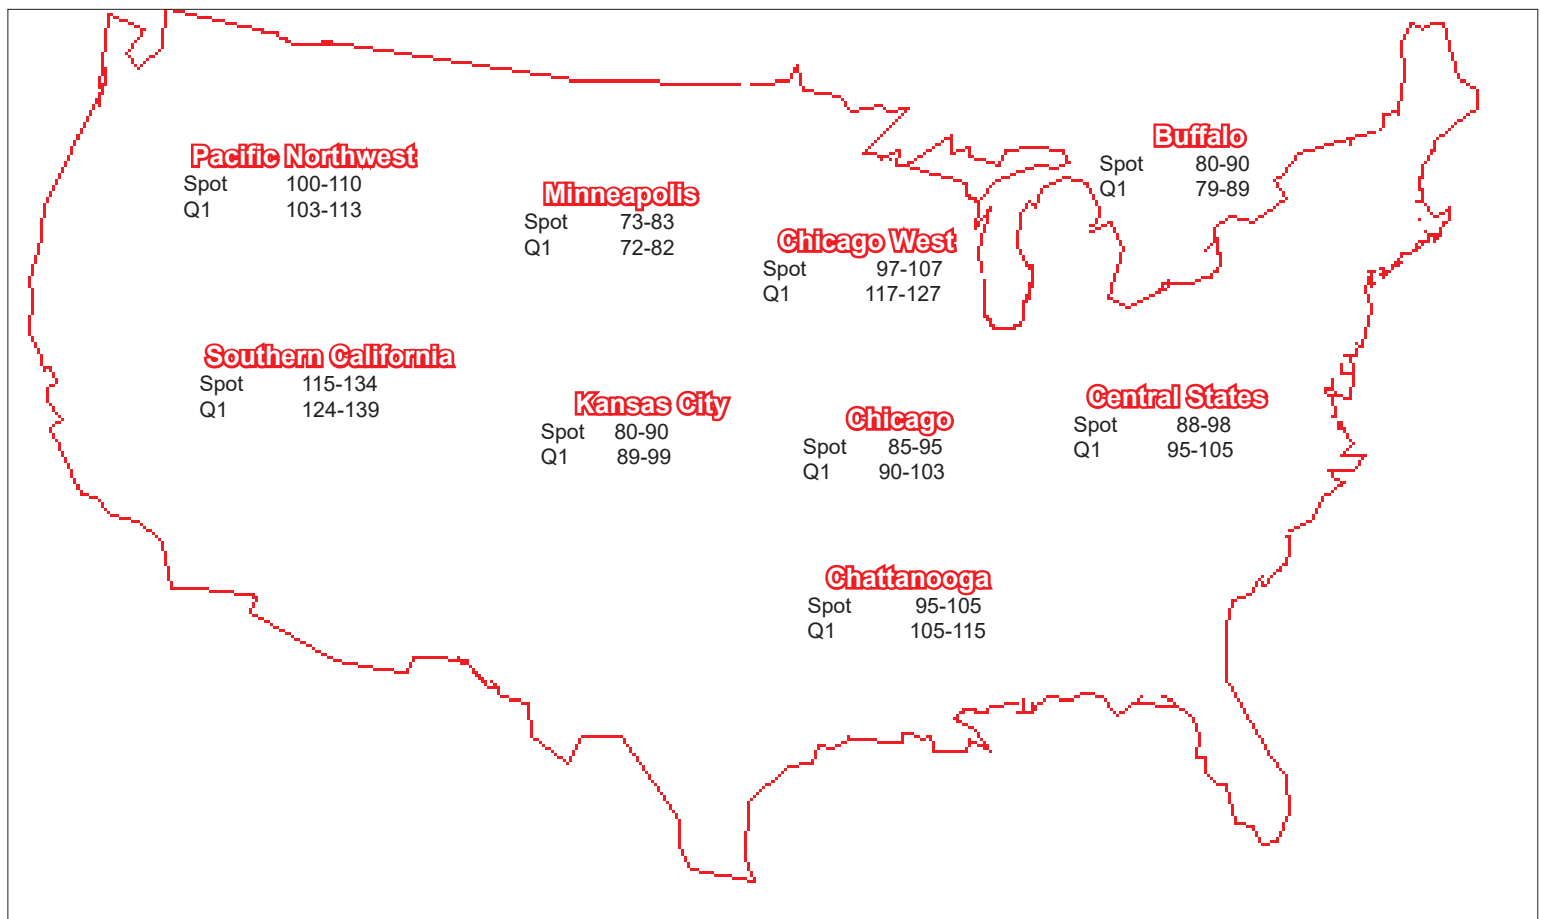 Pacific Northwest
Spot 100-110
Q1 103-113
Minneapolis
Spot 73-83
Q1 72-82
Chicago West
Spot 97-107
Q1 117-127
Buffalo
Spot 80-90
Q1 79-89
Southern California
Spot 115-134
Q1 124-139
Kansas City
Spot 80-90
Q1 89-99
Chicago
Spot 85-95
Q1 90-103
Central States
Spot 88-98
Q1 95-105
Chattanooga
Spot 95-105
Q1 105-115